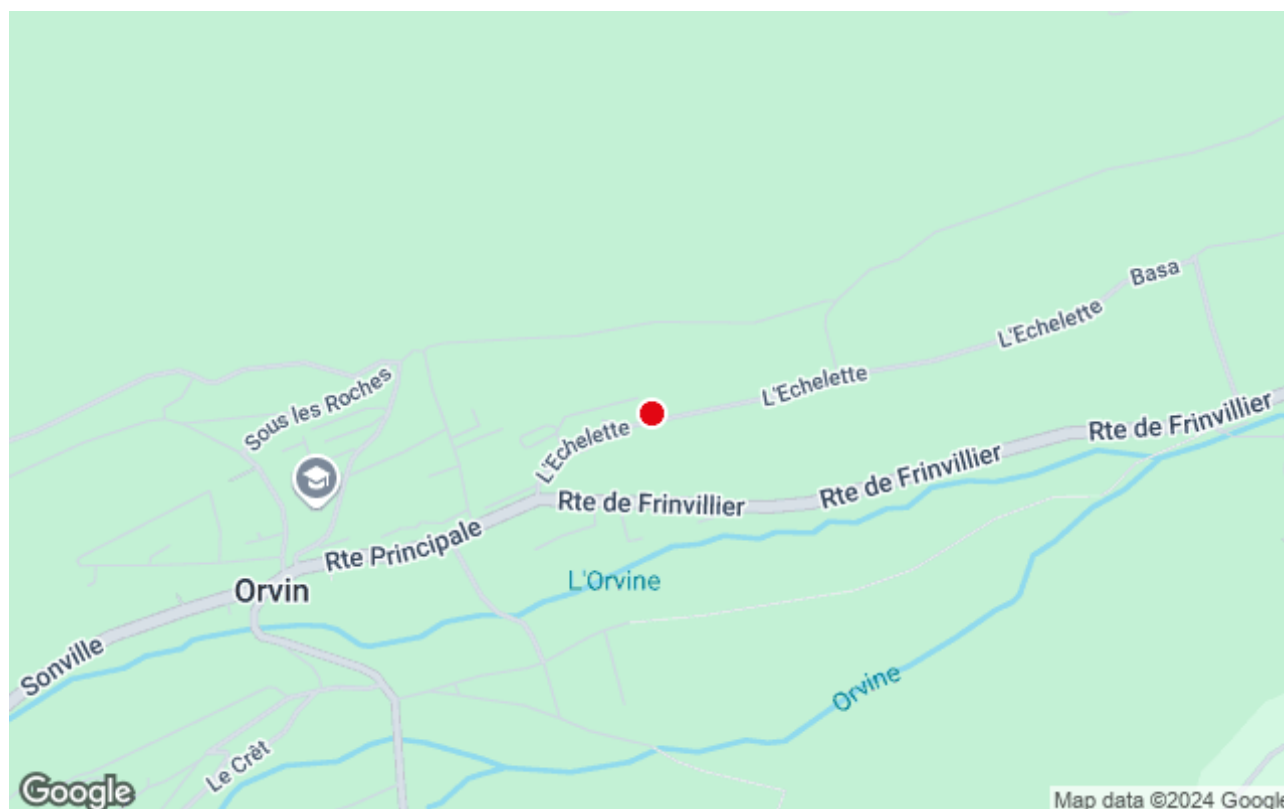 Basa
L'Echelette
L'Echelette
Sous les Roches
L'Echelette
Rte de Frinvillier
Rte de Frinvillier
Rte de Frinvillier
Rte Principale
L'Orvine
Orvin
Sonville
Orvine
Le Crêt
Google
Map data ©2024 Google